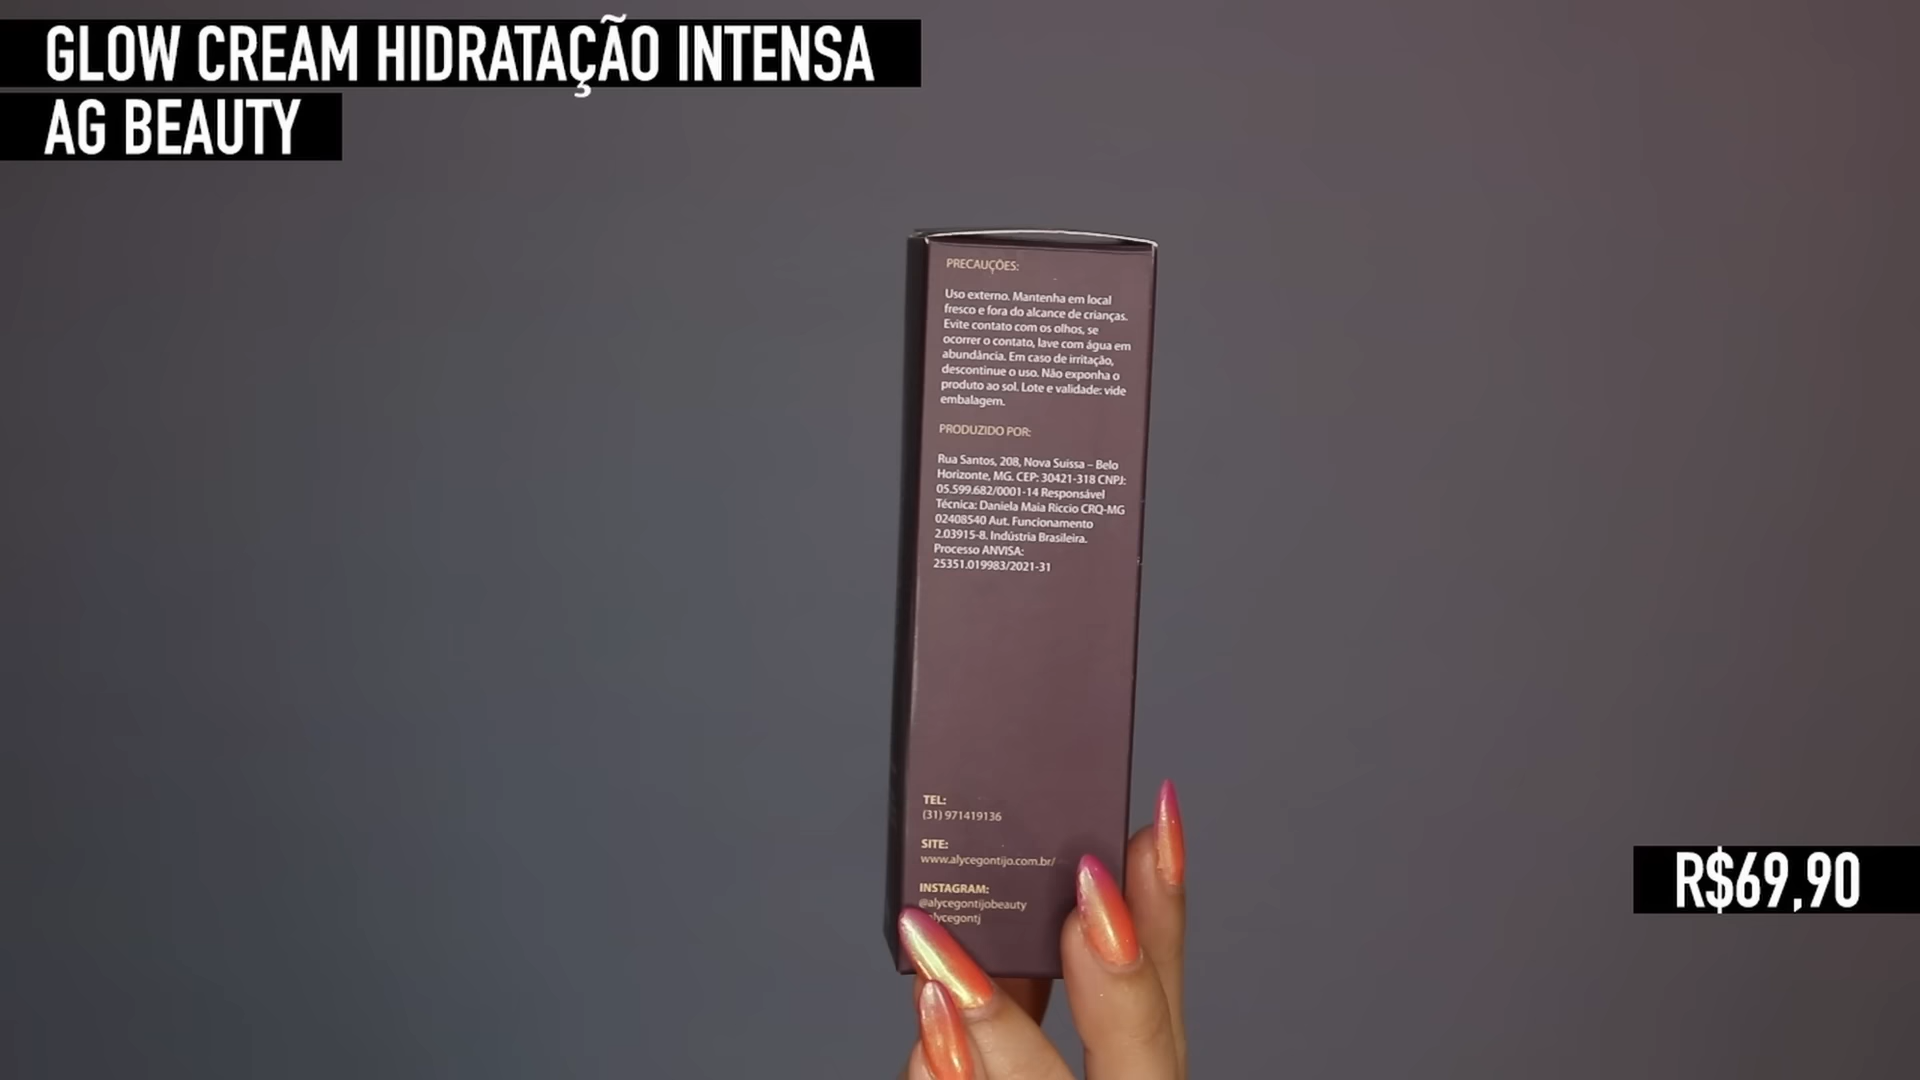 GLOW CREAM HIDRATAÇÃO INTENSA
AG BEAUTY
PRECAUÇÕES:
Uso externo. Mantenha em local
fresco e fora do alcance de crianças.
Evite contato com os olhos, se
ocorrer o contato, lave com água em
abundância. Em caso de irritação,
descontinue o uso. Não exponha o
produto ao sol. Lote e validade: vide
embalagem.
PRODUZIDO POR:
Rua Santos, 208, Nova Suissa – Belo
Horizonte, MG. CEP: 30421-318 CNPJ:
05.599.682/0001-14 Responsável
Técnica: Daniela Maia Riccio CRQ-MG
02408540 Aut. Funcionamento
2.03915-8. Indústria Brasileira.
Processo ANVISA:
25351.019983/2021-31
TEL:
(31) 971419136
SITE:
www.alycegontijo.com.br/
INSTAGRAM:
@alycegontijobeauty
alycegontj
R$69,90